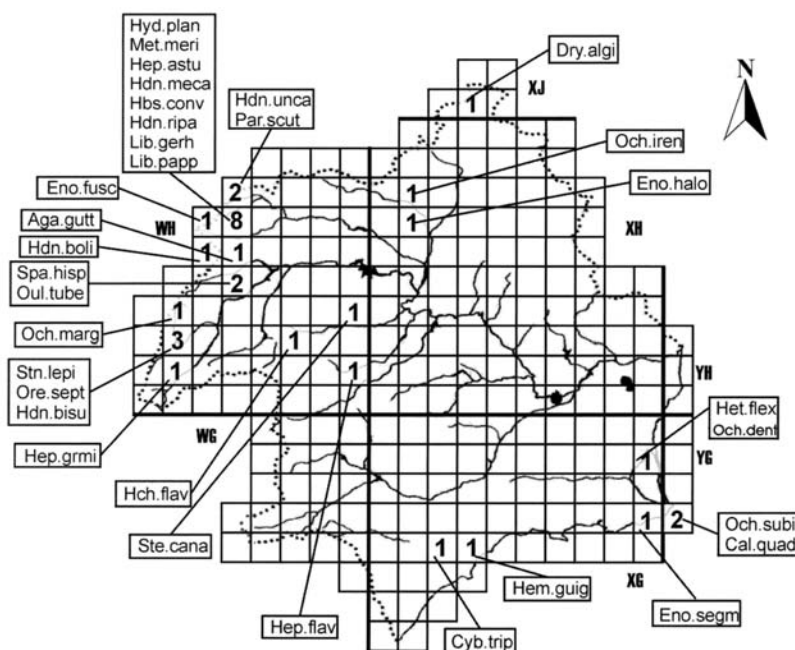 Hyd.plan
Met.meri
Hep.astu
Hdn.meca
Hbs.conv
Hdn.ripa
Lib.gerh
Lib.papp
Dry.algi
XJ
N
Hdn.unca
Par.scut
1
Och.iren
Eno.fusc
2
1
Eno.halo
WH
1
8
1
XH
Aga.gutt
Hdn.boli
1
1
Spa.hisp
Oul.tube
2
Och.marg
1
1
3
1
Stn.lepi
Ore.sept
Hdn.bisu
1
1
YH
Hep.grmi
WG
Het.flex
Och.dent
1
YG
Hch.flav
Ste.cana
1
2
Och.subi
Cal.quad
1
1
Hem.guig
XG
Eno.segm
Hep.flav
Cyb.trip